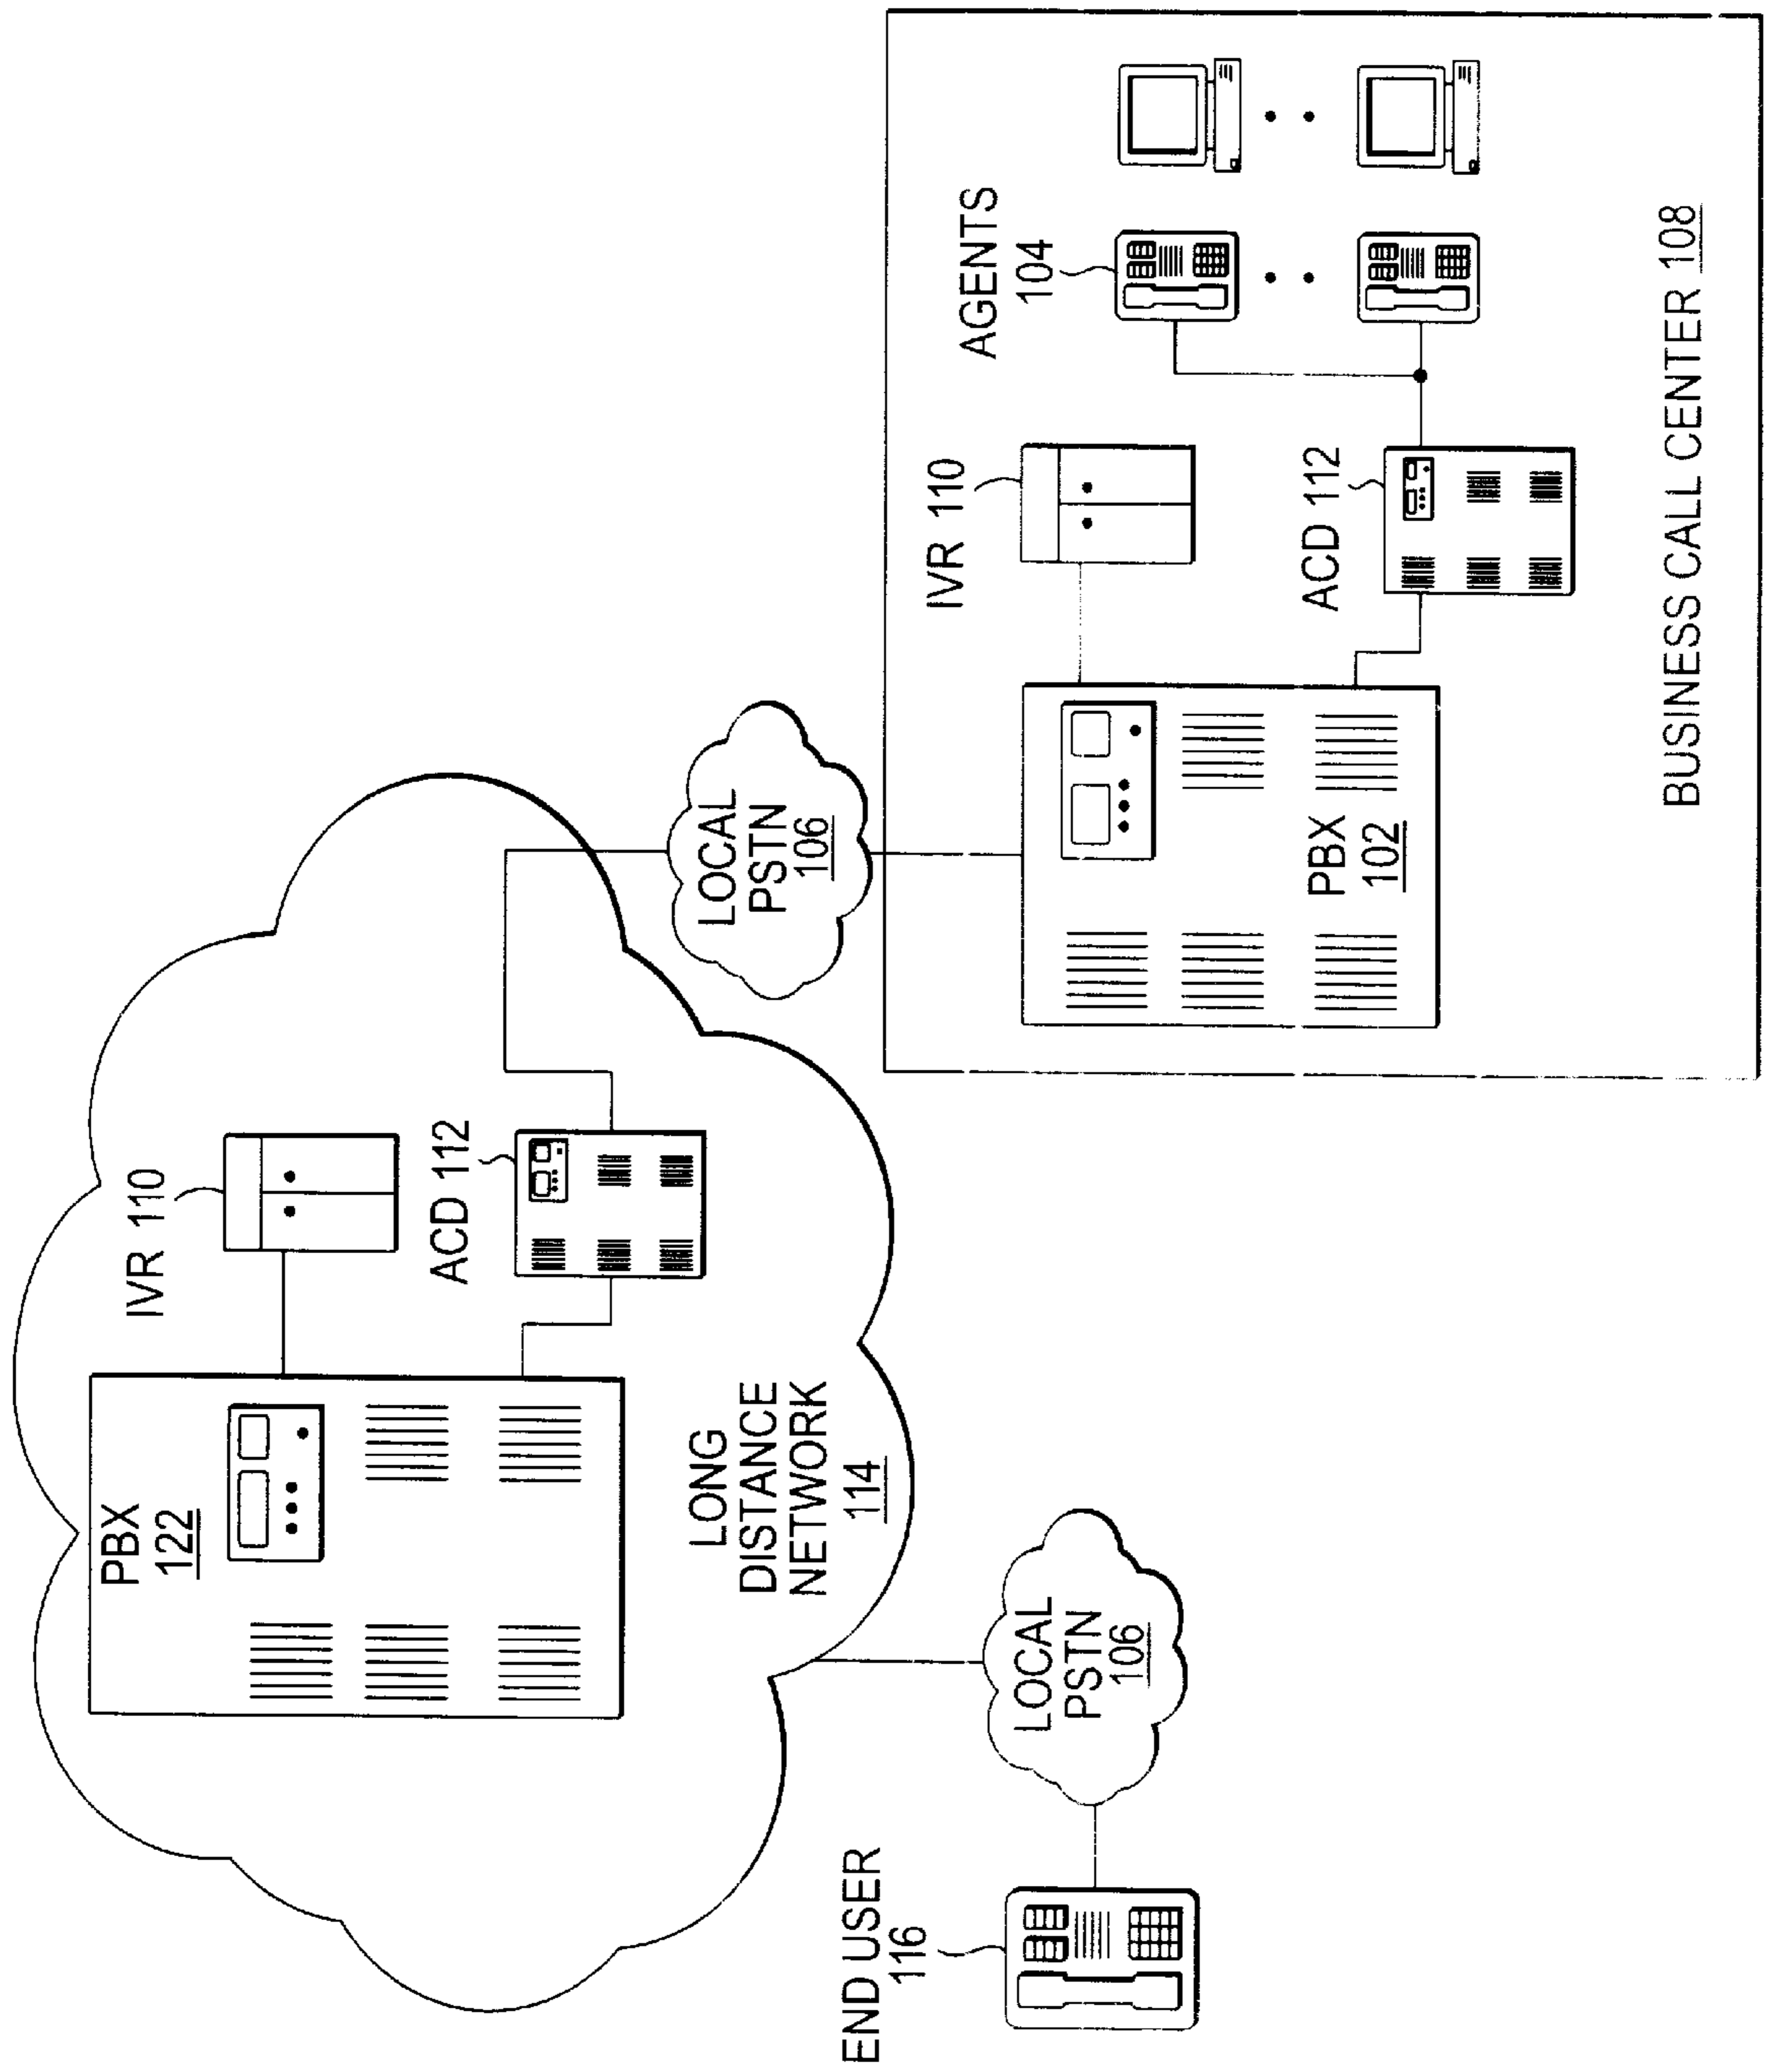 PBX
122
IVR 110
ACD 112
LONG
DISTANCE
NETWORK
114
LOCAL
PSTN
106
END USER
116
LOCAL
PSTN
106
IVR 110
AGENTS
104
PBX
102
ACD 112
BUSINESS CALL CENTER 108